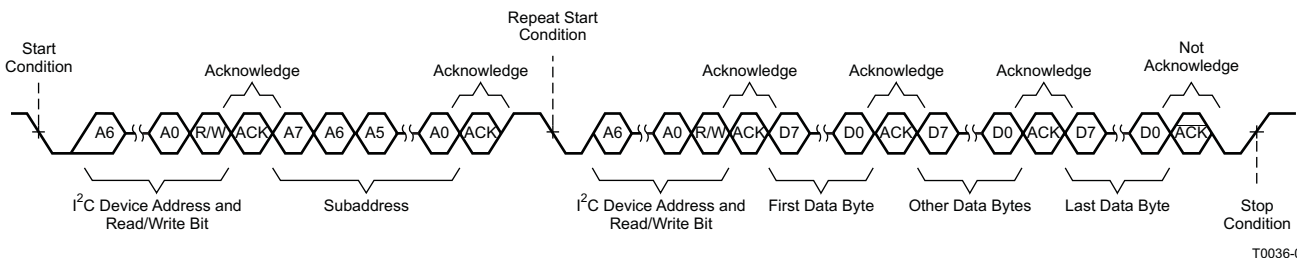 Repeat Start
Condition
Start
Condition
Not
Acknowledge
Acknowledge
Acknowledge
Acknowledge
Acknowledge
Acknowledge
A6 A0 R/W ACK A7 A6 A5 A0 ACK A6 A0 R/W ACK D7 D0 ACK D7 D0 ACK D7 D0 ACK
I²C Device Address and
Read/Write Bit
Subaddress
I²C Device Address and
Read/Write Bit
First Data Byte
Other Data Bytes
Last Data Byte
Stop
Condition